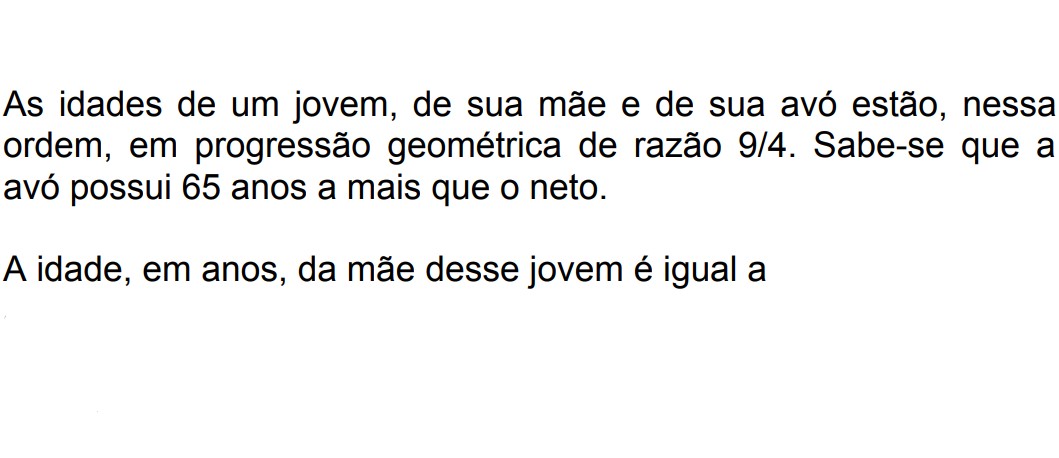 As idades de um jovem, de sua mãe e de sua avó estão, nessa
ordem, em progressão geométrica de razão 9/4. Sabe-se que a
avó possui 65 anos a mais que o neto.
A idade, em anos, da mãe desse jovem é igual a